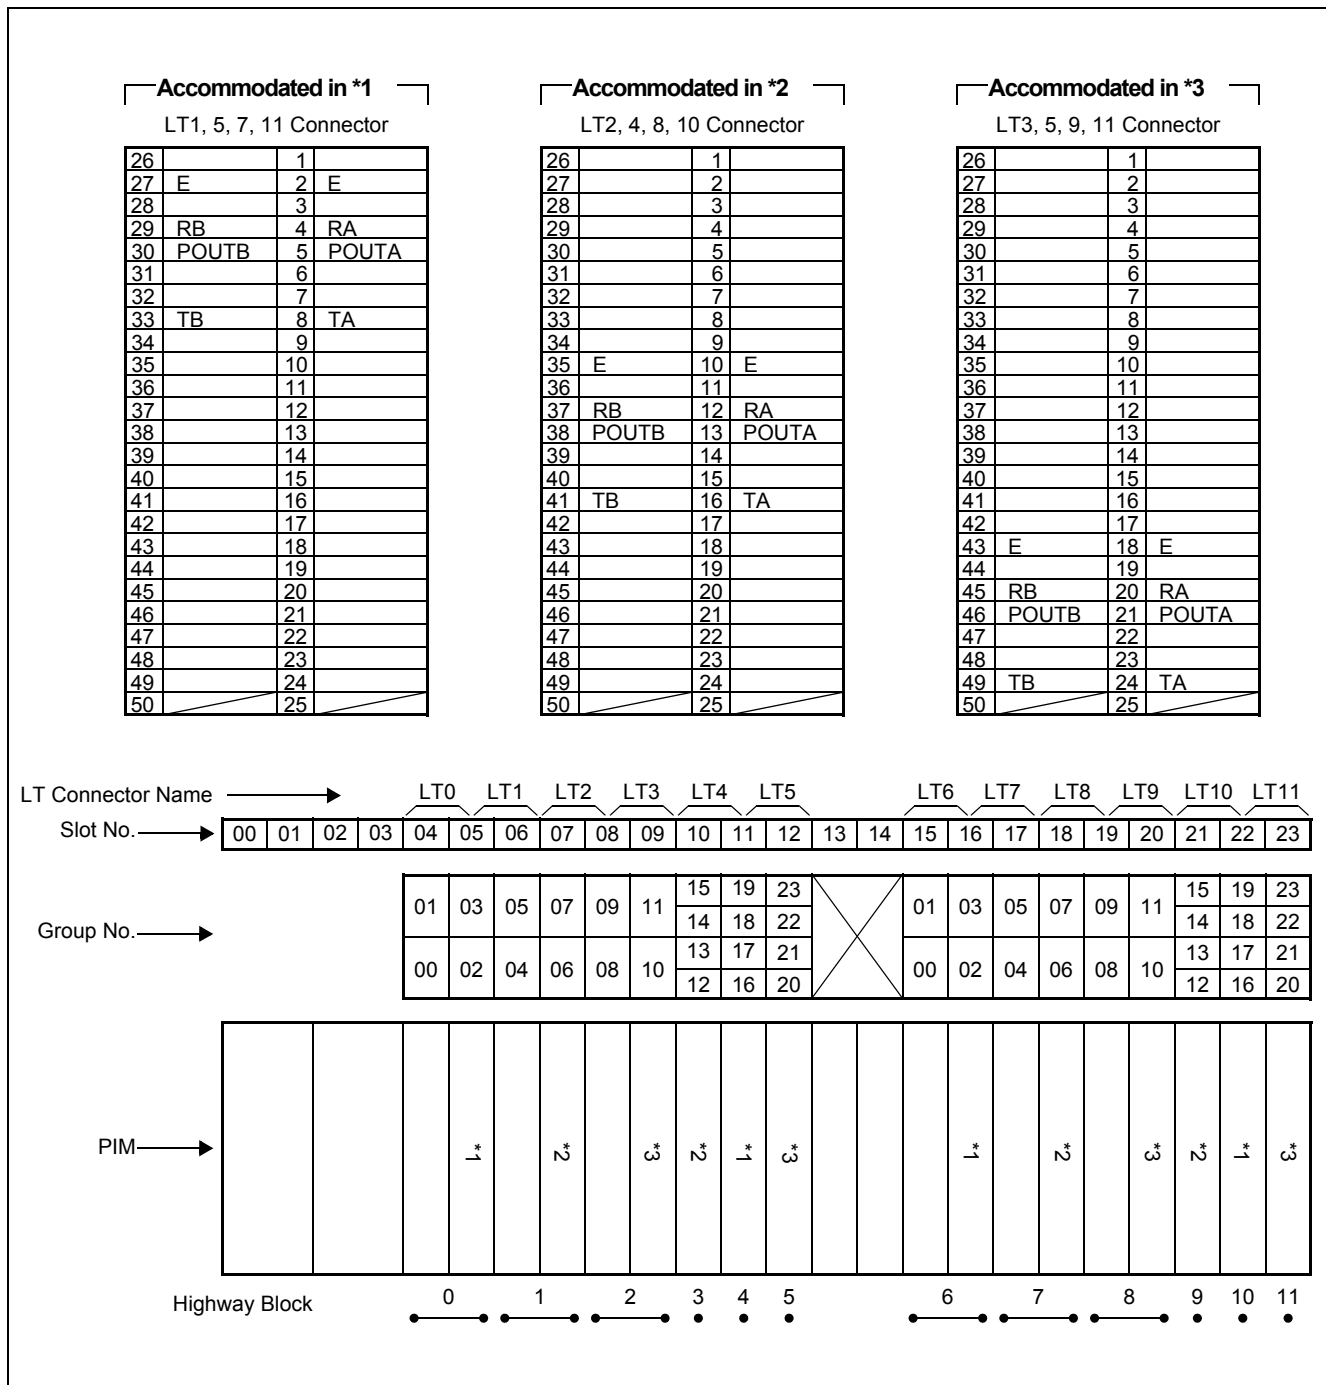 Accommodated in *1 Accommodated in *2 Accommodated in *3
LT1, 5, 7, 11 Connector LT2, 4, 8, 10 Connector LT3, 5, 9, 11 Connector
26 1 26 1 26 1
27 E 2 E 27 2 27 2
28 3 28 3 28 3
29 RB 4 RA 29 4 29 4
30 POUTB 5 POUTA 30 5 30 5
31 6 31 6 31 6
32 7 32 7 32 7
33 TB 8 TA 33 8 33 8
34 9 34 9 34 9
35 10 35 E 10 E 35 10
36 11 36 11 36 11
37 12 37 RB 12 RA 37 12
38 13 38 POUTB 13 POUTA 38 13
39 14 39 14 39 14
40 15 40 15 40 15
41 16 41 TB 16 TA 41 16
42 17 42 17 42 17
43 18 43 18 43 E 18 E
44 19 44 19 44 19
45 20 45 20 45 RB 20 RA
46 21 46 21 46 POUTB 21 POUTA
47 22 47 22 47 22
48 23 48 23 48 23
49 24 49 24 49 TB 24 TA
50 25 50 25 50 25
LT Connector Name LT0 LT1 LT2 LT3 LT4 LT5 LT6 LT7 LT8 LT9 LT10 LT11
Slot No. 00 01 02 03 04 05 06 07 08 09 10 11 12 13 14 15 16 17 18 19 20 21 22 23
15 19 23 15 19 23
01 03 05 07 09 11 01 03 05 07 09 11
14 18 22 14 18 22
Group No.
13 17 21 13 17 21
00 02 04 06 08 10 00 02 04 06 08 10
12 16 20 12 16 20
PIM *1 *2 *3 *2 *1 *3 *1 *2 *3 *2 *1 *3
Highway Block 0 1 2 3 4 5 6 7 8 9 10 11